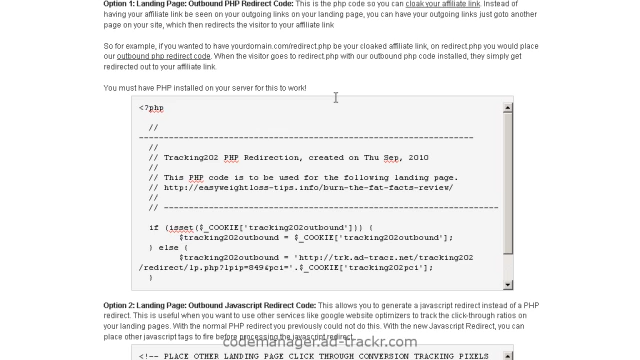 Option 1: Landing Page: Outbound PHP Redirect Code: This is the php code so you can cloak your affiliate link. Instead of
having your affiliate link be seen on your outgoing links on your landing page, you can have your outgoing links just goto another
page on your site, which then redirects the visitor to your affiliate link
So for example, if you wanted to have yourdomain.com/redirect.php be your cloaked affiliate link, on redirect.php you would place
our outbound php redirect code. When the visitor goes to redirect.php with our outbound php code installed, they simply get
redirected out to your affiliate link.
You must have PHP installed on your server for this to work!
<?php
//
----------------------------------------------------------------
//
// Tracking202 PHP Redirection, created on Thu Sep, 2010
//
// This PHP code is to be used for the following landing page.
// http://easyweightloss-tips.info/burn-the-fat-facts-review/
//
// ----------------------------------------------------------------
if (isset($_COOKIE['tracking202outbound'])) {
$tracking202outbound = $_COOKIE['tracking202outbound'];
} else {
$tracking202outbound = 'http://trk.ad-tracz.net/tracking202
/redirect/lp.php?lpip=849&pci='.$_COOKIE['tracking202pci'];
}
Option 2: Landing Page: Outbound Javascript Redirect Code: This allows you to generate a javascript redirect instead of a PHP
redirect. This is useful when you want to use other services like google website optimizers to track the click-through ratios on
your landing pages. With the normal PHP redirect you previously could not do this. With the new Javascript Redirect, you can
place other javascript tags to fire before processing the javascript redirect.
codemanager.ad-trackr.com
<!-- PLACE OTHER LANDING PAGE CLICK THROUGH CONVERSION TRACKING PIXELS